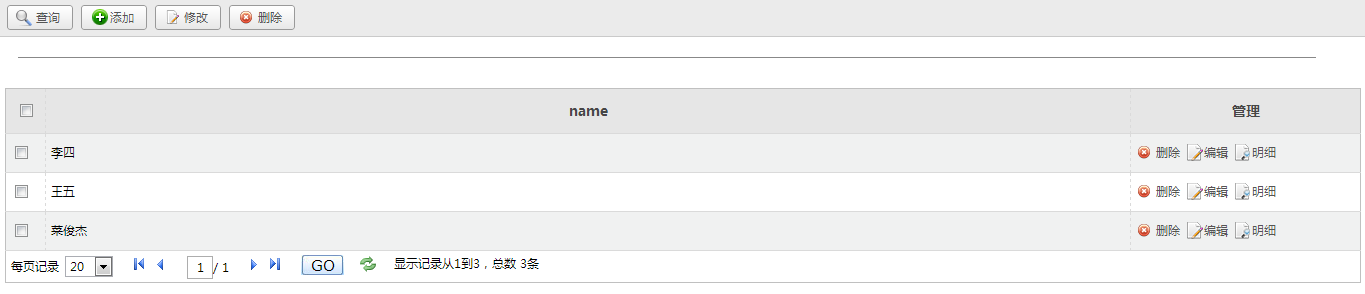 查询 添加 修改 删除
name 管理
李四 删除 编辑 明细
王五 删除 编辑 明细
菜俊杰 删除 编辑 明细
每页记录 20 1 / 1 GO 显示记录从1到3，总数 3条